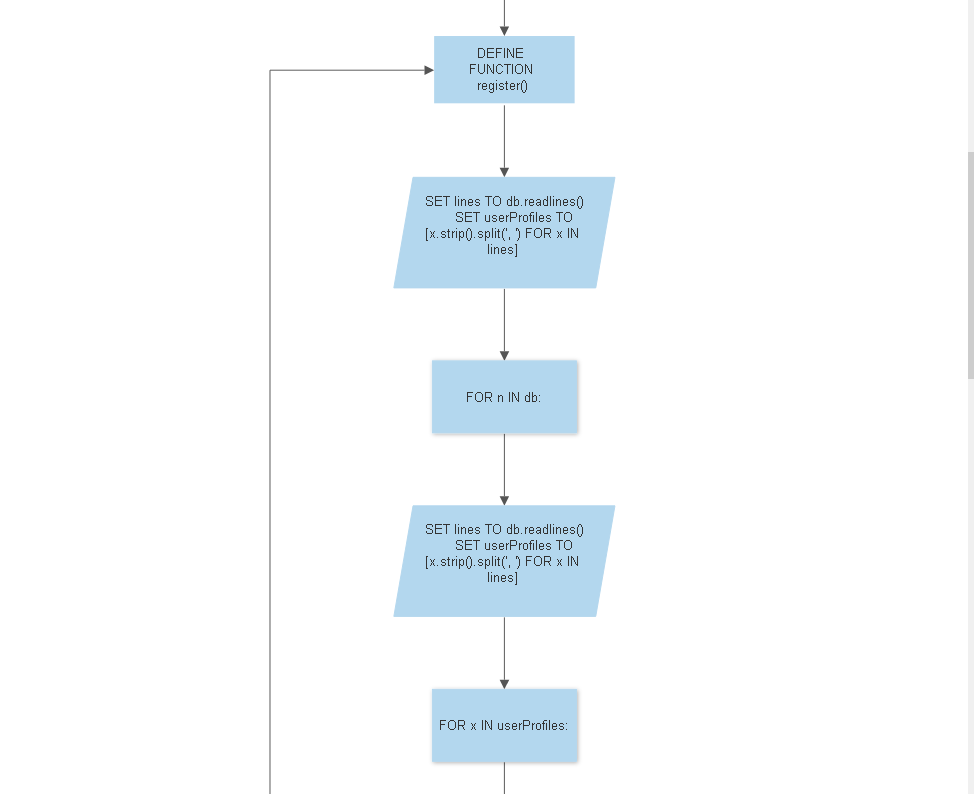 DEFINE
FUNCTION
register()
SET lines TO db.readlines()
SET userProfiles TO
[x.strip().split(', ') FOR x IN
lines]
FOR n IN db:
SET lines TO db.readlines()
SET userProfiles TO
[x.strip().split(', ') FOR x IN
lines]
FOR x IN userProfiles: